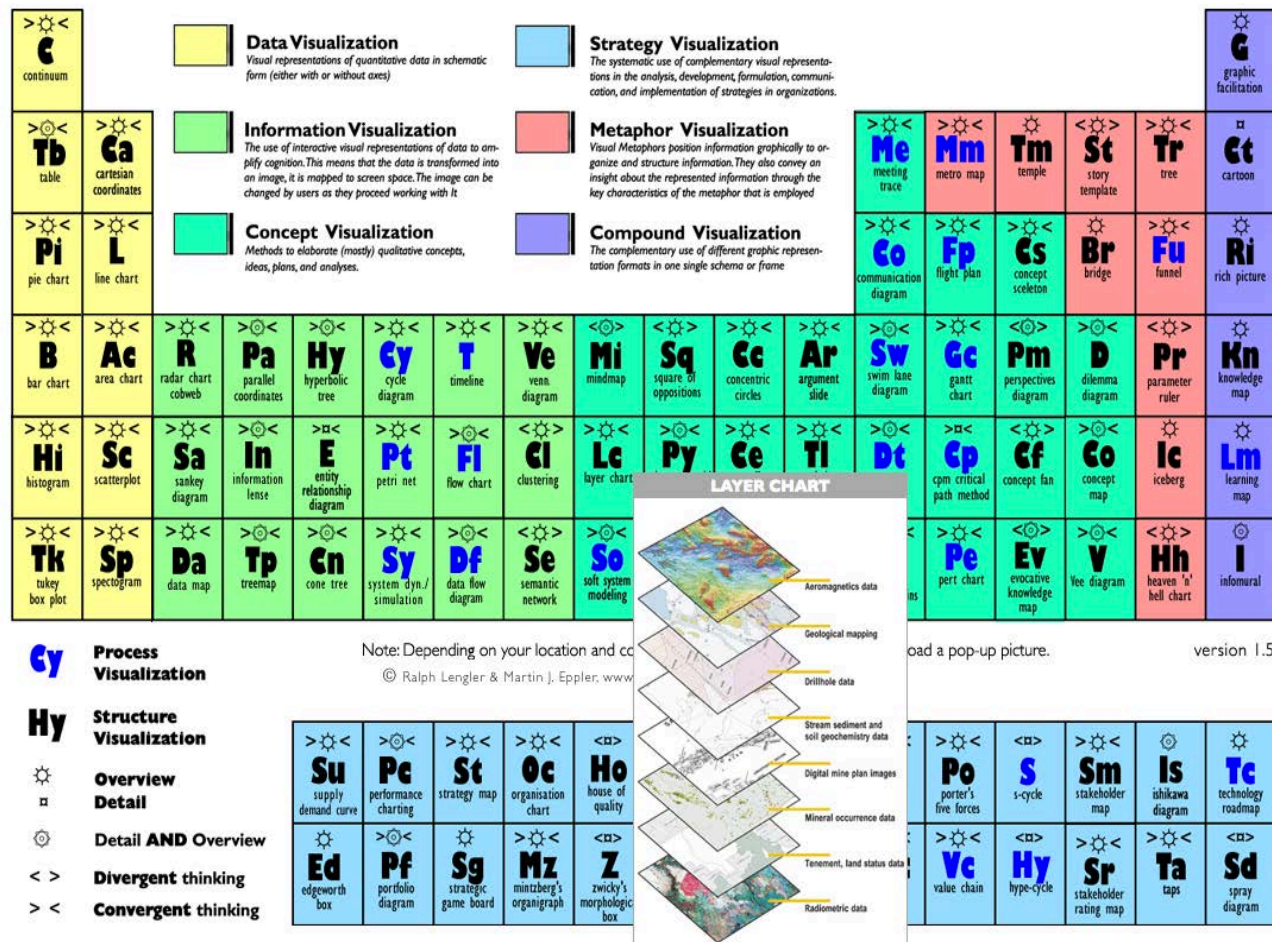 C
continuum
Data Visualization
Visual representations of quantitative data in schematic
form (either with or without axes)
Strategy Visualization
The systematic use of complementary visual representa-
tions in the analysis, development, formulation, communi-
cation, and implementation of strategies in organizations.
G
graphic
facilitation
Tb
table
Ca
cartesian
coordinates
Information Visualization
The use of interactive visual representations of data to am-
plify cognition. This means that the data is transformed into
an image, it is mapped to screen space. The image can be
changed by users as they proceed working with It
Metaphor Visualization
Visual Metaphors position information graphically to or-
ganize and structure information. They also convey an
insight about the represented information through the
key characteristics of the metaphor that is employed
Me
meeting
trace
Mm
metro map
Tm
temple
St
story
template
Tr
tree
Ct
cartoon
Pi
pie chart
L
line chart
Concept Visualization
Methods to elaborate (mostly) qualitative concepts,
ideas, plans, and analyses.
Compound Visualization
The complementary use of different graphic represen-
tation formats in one single schema or frame
Co
communication
diagram
Fp
flight plan
Cs
concept
sceleton
Br
bridge
Fu
funnel
Ri
rich picture
B
bar chart
Ac
area chart
R
radar chart
cobweb
Pa
parallel
coordinates
Hy
hyperbolic
tree
Cy
cycle
diagram
T
timeline
Ve
venn.
diagram
Mi
mindmap
Sq
square of
oppositions
Cc
concentric
circles
Ar
argument
slide
Sw
swim lane
diagram
Gc
gantt
chart
Pm
perspectives
diagram
D
dilemma
diagram
Pr
parameter
ruler
Kn
knowledge
map
Hi
histogram
Sc
scatterplot
Sa
sankey
diagram
In
information
lense
E
entity
relationship
diagram
Pt
petri net
Fl
flow chart
Cl
clustering
Lc
layer chart
Py
Ce
Tl
Dt
Cp
cpm critical
path method
Cf
concept fan
Co
concept
map
Ic
iceberg
Lm
learning
map
Tk
tukey
box plot
Sp
spectogram
Da
data map
Tp
treemap
Cn
cone tree
Sy
system dyn./
simulation
Df
data flow
diagram
Se
semantic
network
So
soft system
modeling
Pe
pert chart
Ev
evocative
knowledge
map
V
Vee diagram
Hh
heaven 'n'
hell chart
I
infomural
LAYER CHART
Aeromagnetics data
Geological mapping
Drillhole data
Stream sediment and
soil geochemistry data
Digital mine plan images
Mineral occurrence data
Tenement, land status data
Radiometric data
Cy
Process
Visualization
Note: Depending on your location and co
oad a pop-up picture.
version 1.5
© Ralph Lengler & Martin J. Eppler, www
Hy
Structure
Visualization
Overview
Detail
Detail AND Overview
< > Divergent thinking
> < Convergent thinking
Su
supply
demand curve
Pc
performance
charting
St
strategy map
Oc
organisation
chart
Ho
house of
quality
Po
porter's
five forces
S
s-cycle
Sm
stakeholder
map
Is
ishikawa
diagram
Tc
technology
roadmap
Ed
edgeworth
box
Pf
portfolio
diagram
Sg
strategic
game board
Mz
mintzberg's
organigraph
Z
zwicky's
morphologic
box
Vc
value chain
Hy
hype-cycle
Sr
stakeholder
rating map
Ta
taps
Sd
spray
diagram